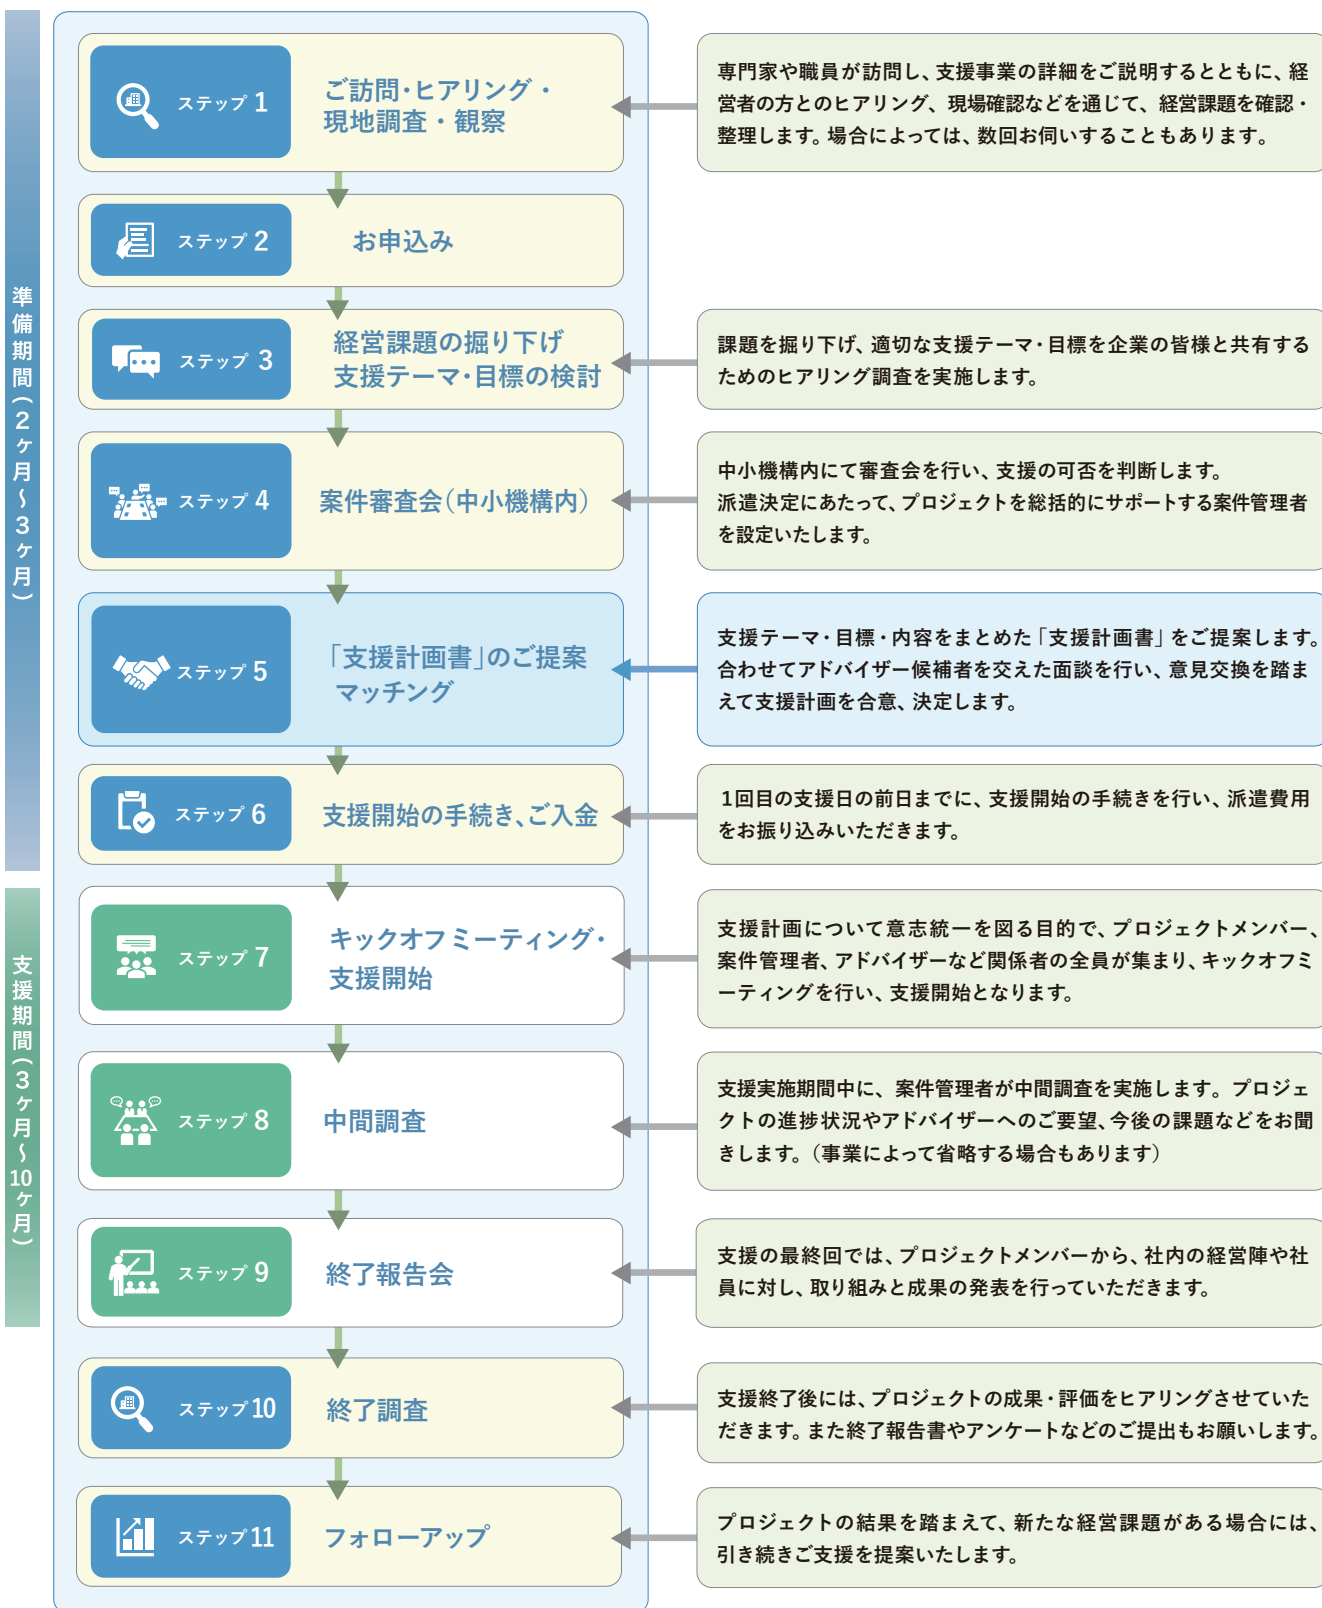 準備期間(2ヶ月〜3ヶ月)
ステップ 1
ご訪問・ヒアリング・
現地調査・観察
専門家や職員が訪問し、支援事業の詳細をご説明するとともに、経
営者の方とのヒアリング、現場確認などを通じて、経営課題を確認・
整理します。場合によっては、数回お伺いすることもあります。
ステップ 2
お申込み
ステップ 3
経営課題の掘り下げ
支援テーマ・目標の検討
課題を掘り下げ、適切な支援テーマ・目標を企業の皆様と共有する
ためのヒアリング調査を実施します。
ステップ 4
案件審査会(中小機構内)
中小機構内にて審査会を行い、支援の可否を判断します。
派遣決定にあたって、プロジェクトを総括的にサポートする案件管理者
を設定いたします。
ステップ 5
「支援計画書」のご提案
マッチング
支援テーマ・目標・内容をまとめた「支援計画書」をご提案します。
合わせてアドバイザー候補者を交えた面談を行い、意見交換を踏ま
えて支援計画を合意、決定します。
ステップ 6
支援開始の手続き、ご入金
1回目の支援日の前日までに、支援開始の手続きを行い、派遣費用
をお振り込みいただきます。
支援期間(3ヶ月〜10ヶ月)
ステップ 7
キックオフミーティング・
支援開始
支援計画について意志統一を図る目的で、プロジェクトメンバー、
案件管理者、アドバイザーなど関係者の全員が集まり、キックオフミ
ーティングを行い、支援開始となります。
ステップ 8
中間調査
支援実施期間中に、案件管理者が中間調査を実施します。プロジェ
クトの進捗状況やアドバイザーへのご要望、今後の課題などをお聞
きします。(事業によって省略する場合もあります)
ステップ 9
終了報告会
支援の最終回では、プロジェクトメンバーから、社内の経営陣や社
員に対し、取り組みと成果の発表を行っていただきます。
ステップ 10
終了調査
支援終了後には、プロジェクトの成果・評価をヒアリングさせていた
だきます。また終了報告書やアンケートなどのご提出もお願いします。
ステップ 11
フォローアップ
プロジェクトの結果を踏まえて、新たな経営課題がある場合には、
引き続きご支援を提案いたします。